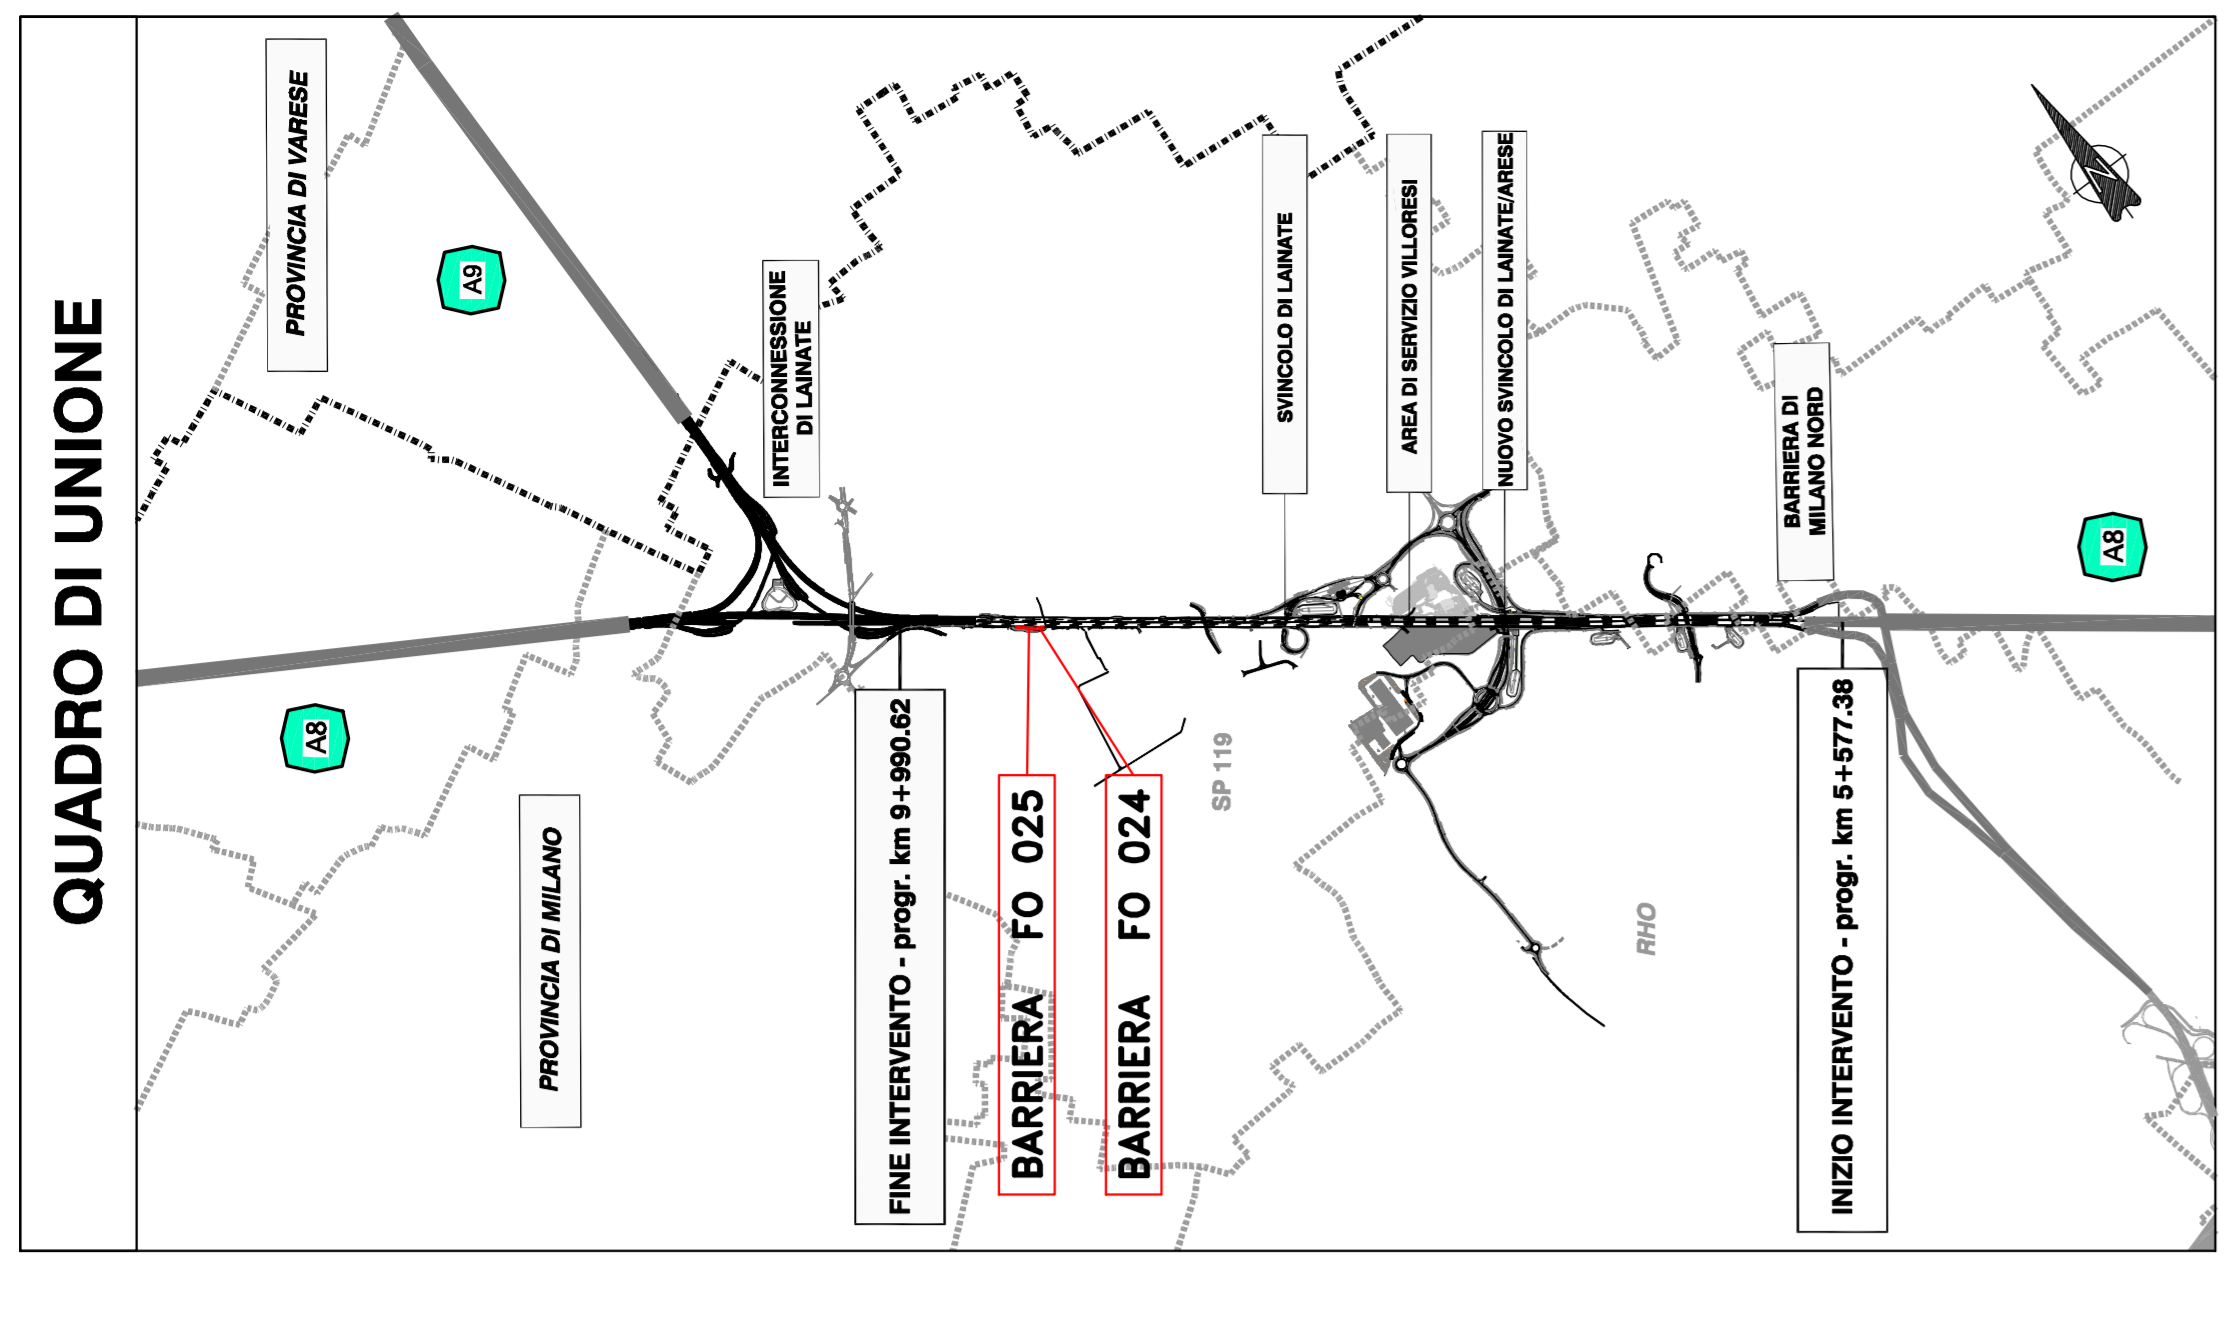 QUADRO DI UNIONE
PROVINCIA DI VARESE
A9
A8
PROVINCIA DI MILANO
INTERCONNESSIONE
DI LAINATE
FINE INTERVENTO - progr. km 9+990.62
BARRIERA FO 025
BARRIERA FO 024
SP 119
SVINCOLO DI LAINATE
AREA DI SERVIZIO VILLORESI
NUOVO SVINCOLO DI LAINATE/ARESE
RHO
BARRIERA DI
MILANO NORD
INIZIO INTERVENTO - progr. km 5+577.38
A8
N